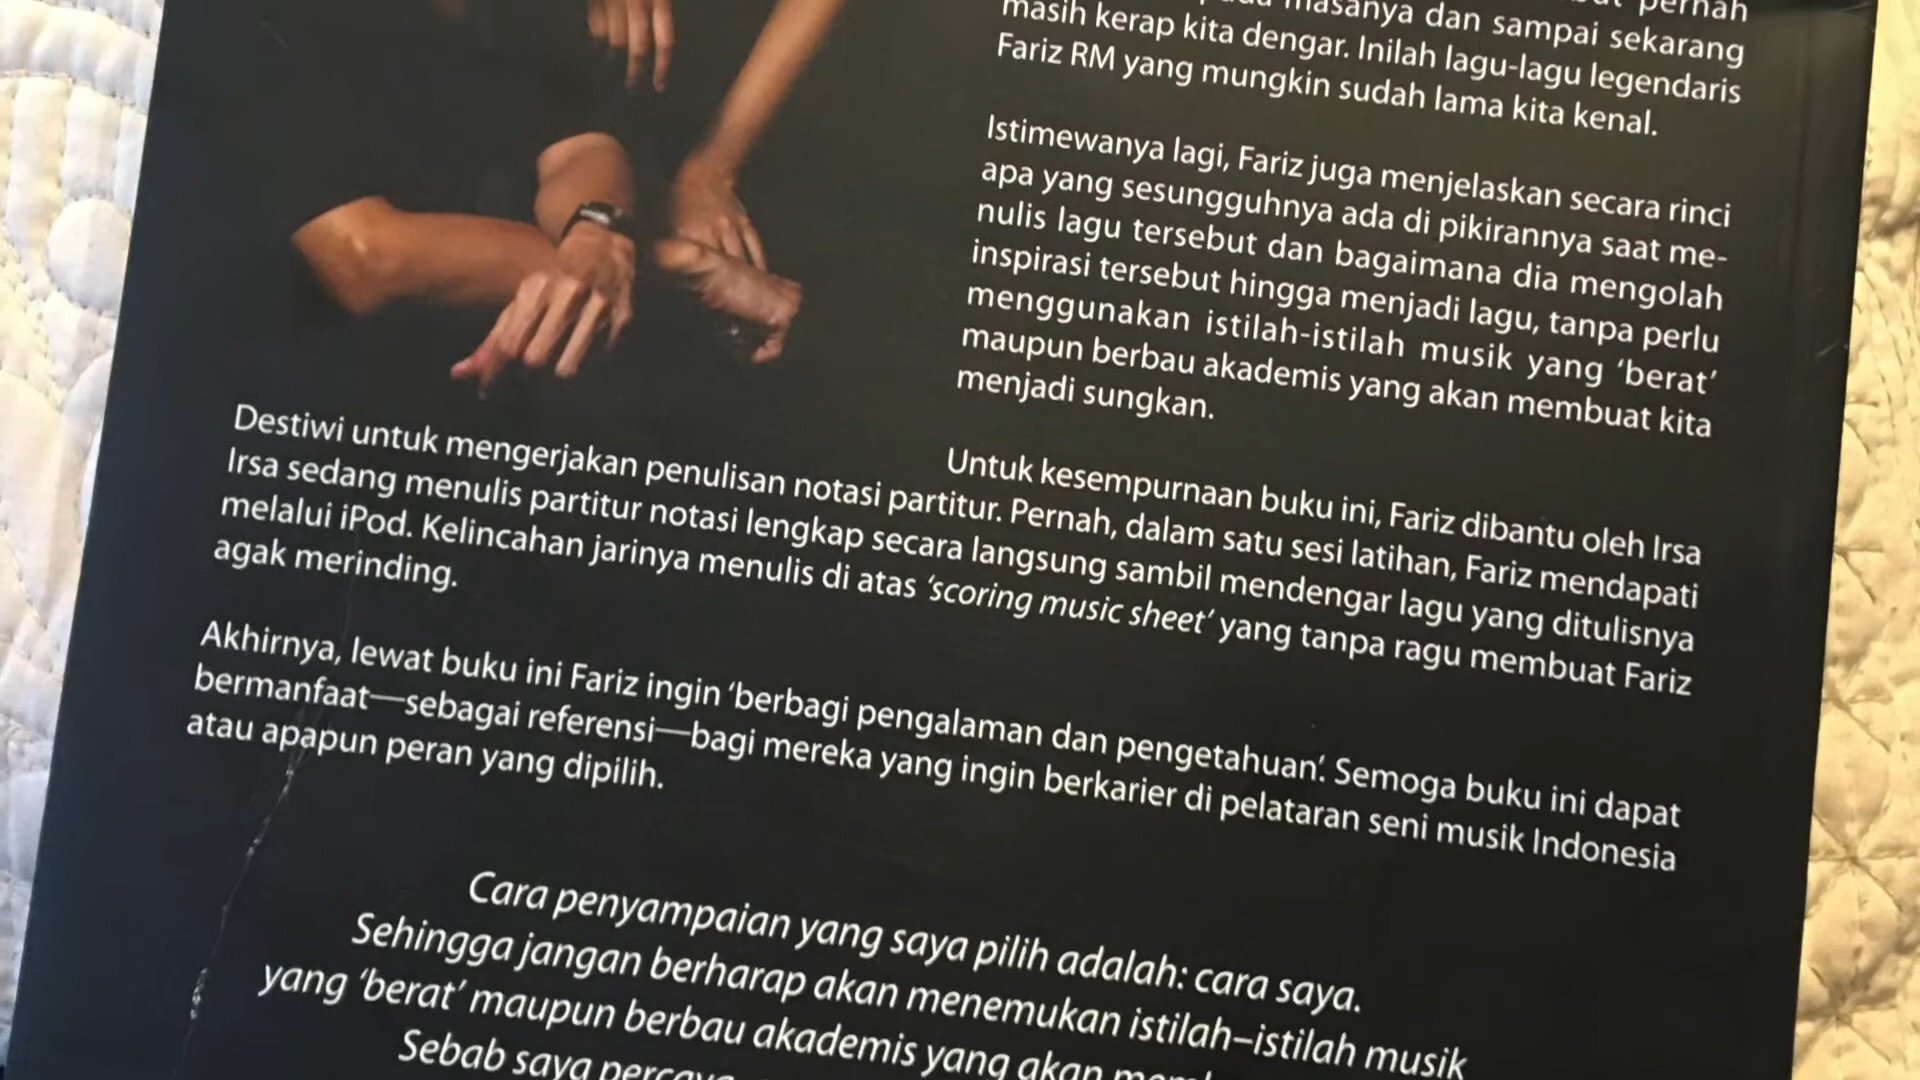 pernah
masanya dan sampai sekarang
masih kerap kita dengar. Inilah lagu-lagu legendaris
Fariz RM yang mungkin sudah lama kita kenal.
Istimewanya lagi, Fariz juga menjelaskan secara rinci
apa yang sesungguhnya ada di pikirannya saat me-
nulis lagu tersebut dan bagaimana dia mengolah
inspirasi tersebut hingga menjadi lagu, tanpa perlu
menggunakan istilah-istilah musik yang ‘berat’
maupun berbau akademis yang akan membuat kita
menjadi sungkan.
Untuk kesempurnaan buku ini, Fariz dibantu oleh Irsa
Destiwi untuk mengerjakan penulisan notasi partitur. Pernah, dalam satu sesi latihan, Fariz mendapati
Irsa sedang menulis partitur notasi lengkap secara langsung sambil mendengar lagu yang ditulisnya
melalui iPod. Kelincahan jarinya menulis di atas ‘scoring music sheet’ yang tanpa ragu membuat Fariz
agak merinding.
Akhirnya, lewat buku ini Fariz ingin ‘berbagi pengalaman dan pengetahuan’. Semoga buku ini dapat
bermanfaat—sebagai referensi—bagi mereka yang ingin berkarier di pelataran seni musik Indonesia
atau apapun peran yang dipilih.
Cara penyampaian yang saya pilih adalah: cara saya.
Sehingga jangan berharap akan menemukan istilah–istilah musik
yang ‘berat’ maupun berbau akademis yang akan
Sebab saya